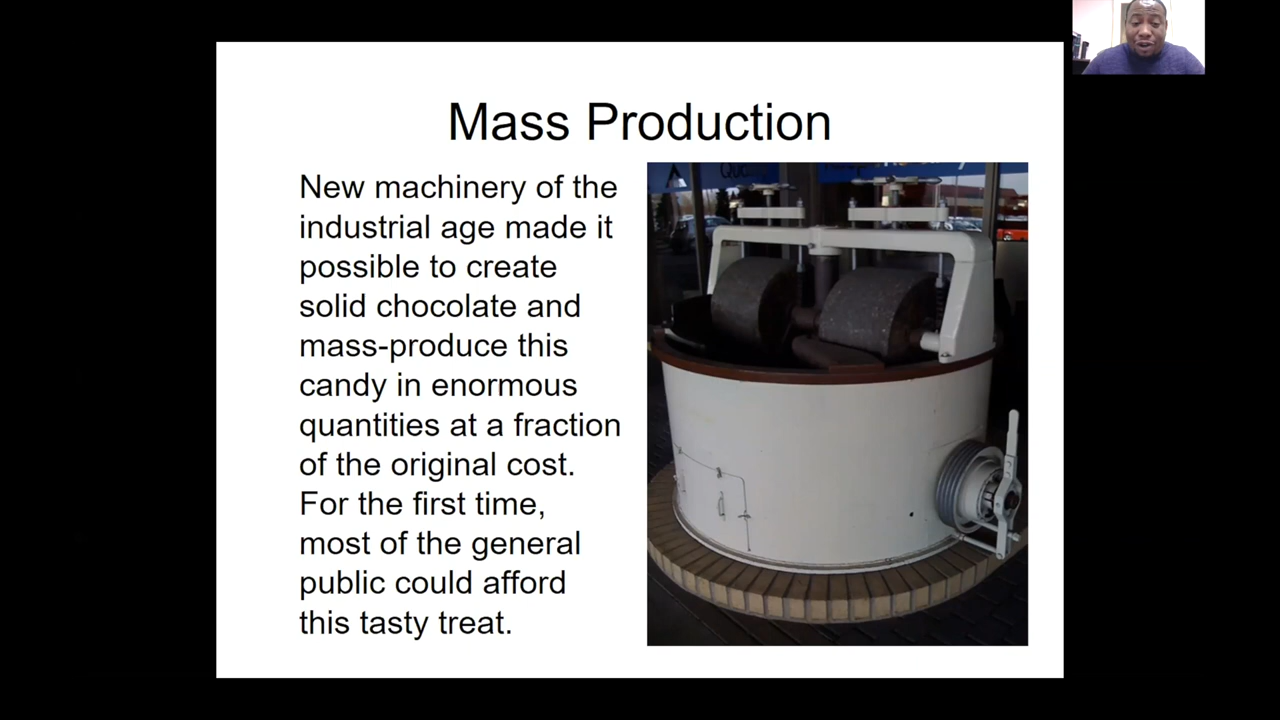 Mass Production
New machinery of the
industrial age made it
possible to create
solid chocolate and
mass-produce this
candy in enormous
quantities at a fraction
of the original cost.
For the first time,
most of the general
public could afford
this tasty treat.